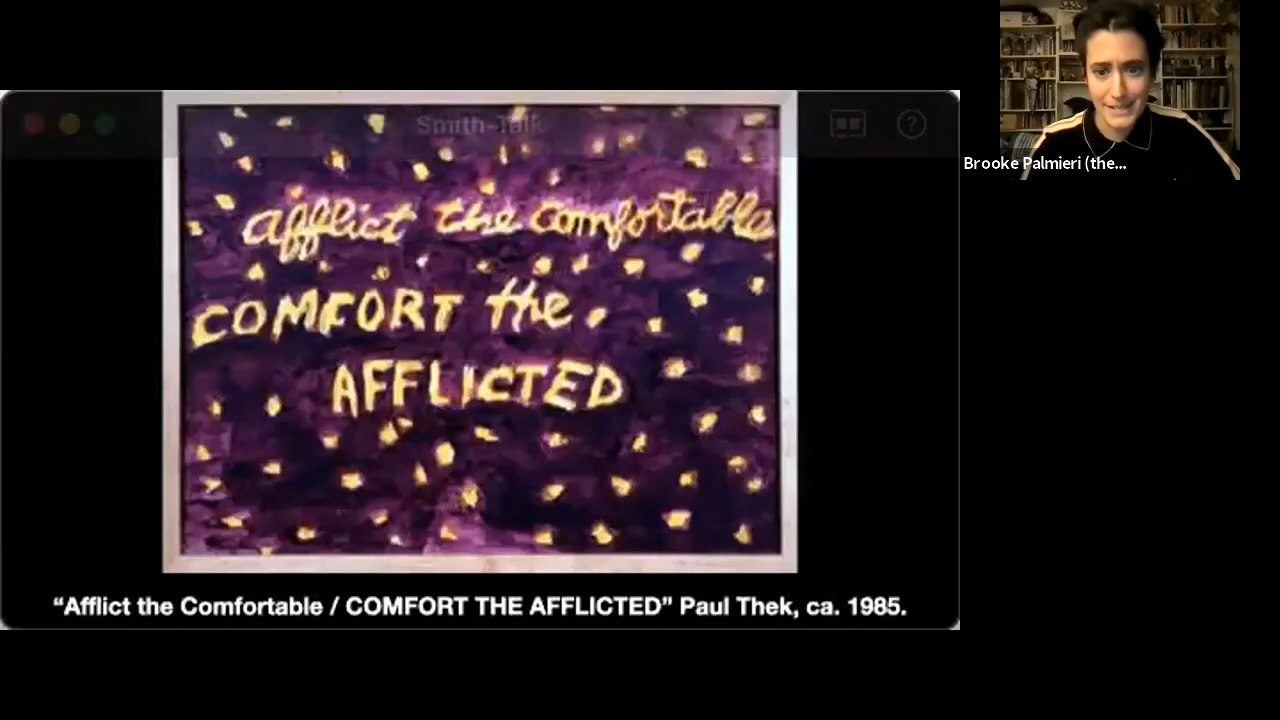 Smith-Talk
afflict the comfortable
COMFORT the
AFFLICTED
“Afflict the Comfortable / COMFORT THE AFFLICTED” Paul Thek, ca. 1985.
Brooke Palmieri (the...